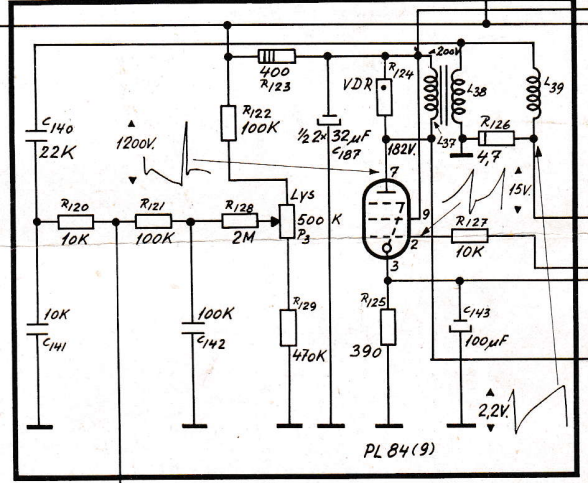 400
R123
VDR
R124
200V
L38
L39
C140
22K
1200V.
R122
100K
½ 2x 32µF
C187
182V.
L37
R126
4,7
7
15V.
Lys
500 K
P3
R120
10K
R121
100K
R128
2M
9
2
R127
10K
3
10K
C141
100K
C142
R129
470K
R125
390
C143
100µF
2,2V.
PL 84 (9)